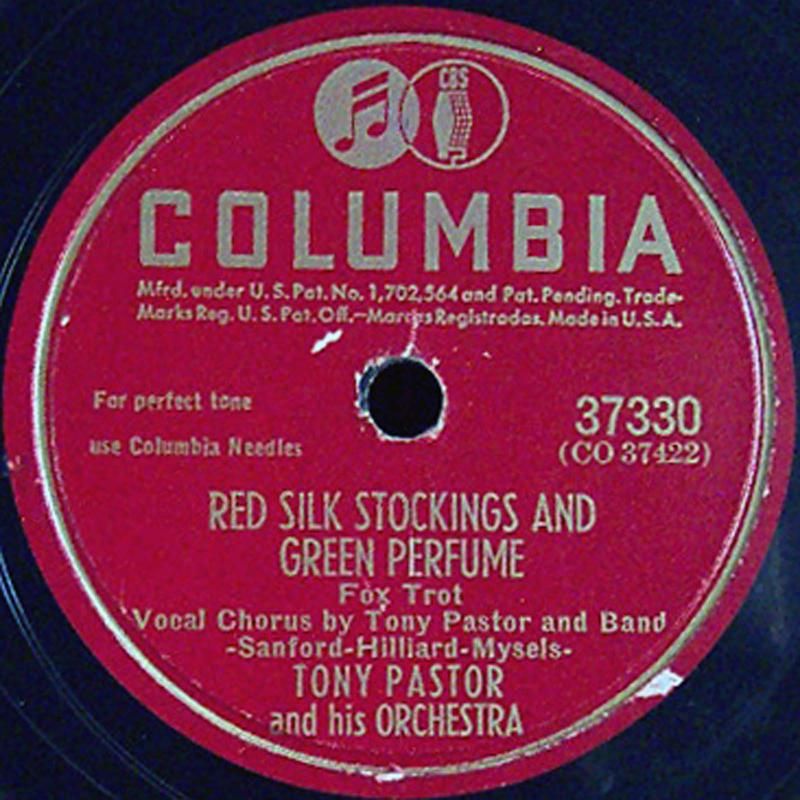 CBS
COLUMBIA
Mfrd. under U.S. Pat. No. 1,702,564 and Pat. Pending. Trade-
Marks Reg. U.S. Pat. Off.—Marcas Registradas. Made in U.S.A.
For perfect tone
use Columbia Needles
37330
(CO 37422)
RED SILK STOCKINGS AND
GREEN PERFUME
Fox Trot
Vocal Chorus by Tony Pastor and Band
-Sanford-Hilliard-Mysels-
TONY PASTOR
and his ORCHESTRA